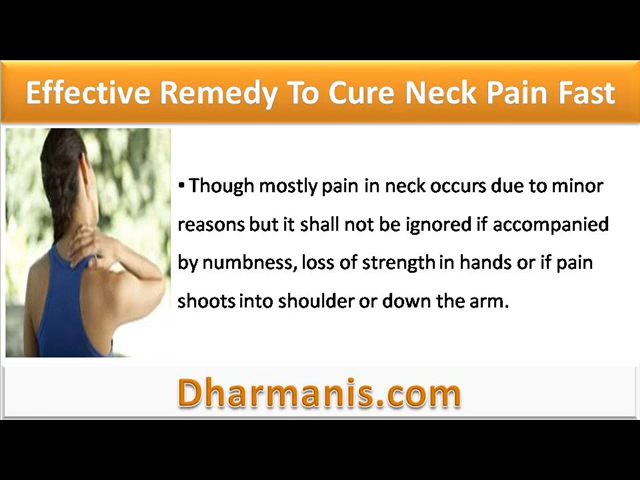 Effective Remedy To Cure Neck Pain Fast
▪ Though mostly pain in neck occurs due to minor
reasons but it shall not be ignored if accompanied
by numbness, loss of strength in hands or if pain
shoots into shoulder or down the arm.
Dharmanis.com